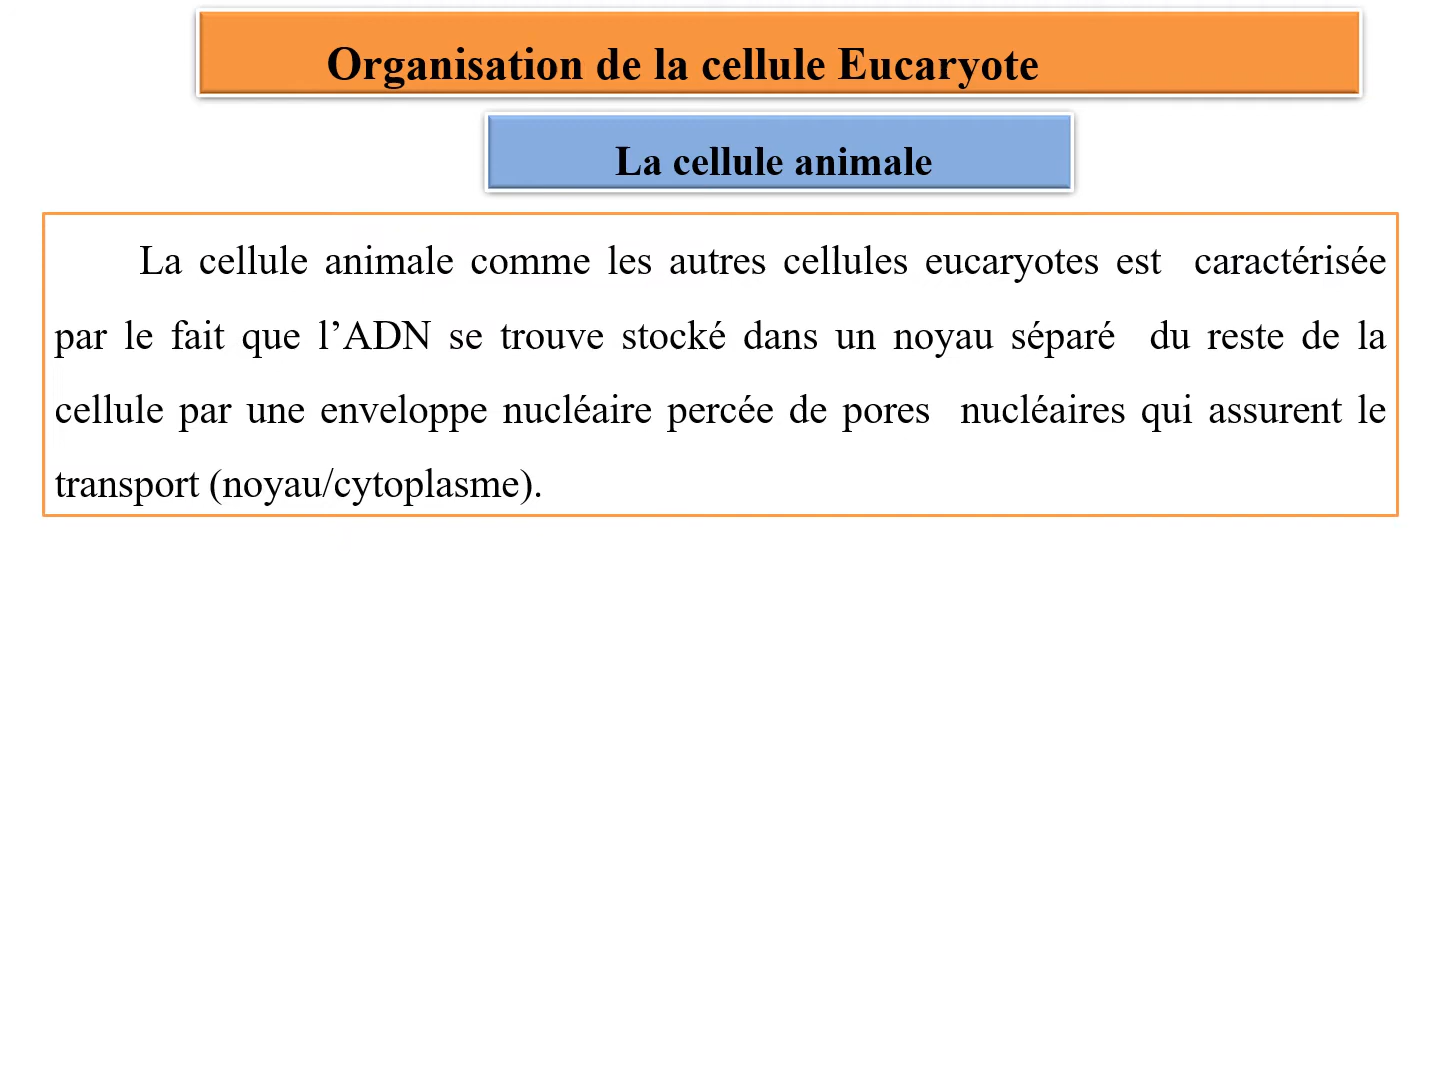 Organisation de la cellule Eucaryote
La cellule animale
La cellule animale comme les autres cellules eucaryotes est caractérisée
par le fait que l’ADN se trouve stocké dans un noyau séparé du reste de la
cellule par une enveloppe nucléaire percée de pores nucléaires qui assurent le
transport (noyau/cytoplasme).